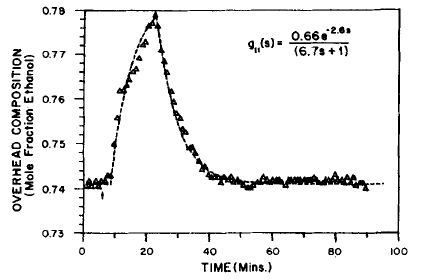 0.78
0.77
0.76
0.75
0.74
0.73
OVERHEAD COMPOSITION
(Mole Fraction Ethanol)
g₁₁(s) = 0.66e^-2.6s / (6.7s+1)
0 20 40 60 80 100
TIME (Mins.)